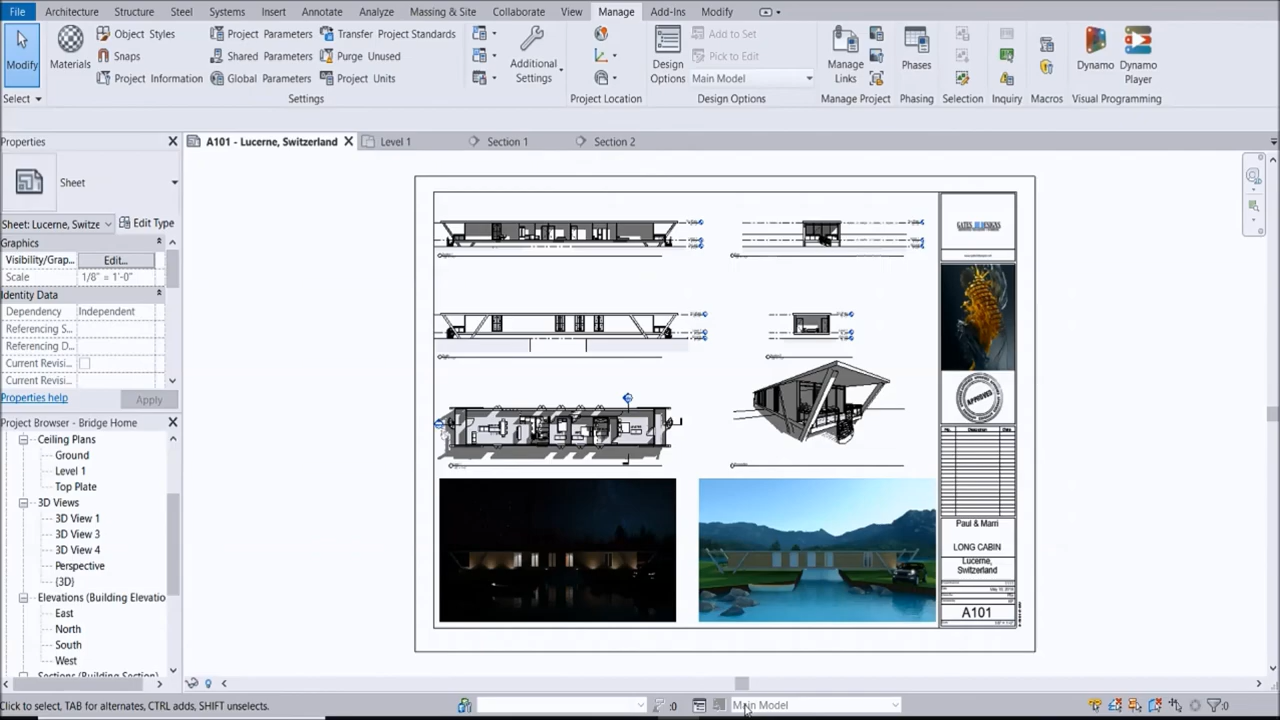 File Architecture Structure Steel Systems Insert Annotate Analyze Massing & Site Collaborate View Manage Add-Ins Modify
Modify
Select
Materials
Object Styles
Snaps
Project Information
Project Parameters
Shared Parameters
Global Parameters
Transfer Project Standards
Purge Unused
Project Units
Settings
Additional
Settings
Project Location
Design
Options
Add to Set
Pick to Edit
Main Model
Design Options
Manage
Links
Manage Project
Phases
Phasing
Selection
Inquiry
Macros
Dynamo
Dynamo
Player
Visual Programming
Properties
A101 - Lucerne, Switzerland
Level 1
Section 1
Section 2
Sheet
Sheet: Lucerne, Switze
Edit Type
Graphics
Visibility/Grap...
Edit...
Scale
1/8" = 1'-0"
Identity Data
Dependency
Independent
Referencing S...
Referencing D...
Current Revisi...
Current Revisi...
Properties help
Apply
Project Browser - Bridge Home
Ceiling Plans
Ground
Level 1
Top Plate
3D Views
3D View 1
3D View 3
3D View 4
Perspective
{3D}
Elevations (Building Elevatio
East
North
South
West
Sections (Building Section)
APPROVED
Paul & Marri
LONG CABIN
Lucerne,
Switzerland
A101
Click to select, TAB for alternates, CTRL adds, SHIFT unselects.
:0
Main Model
:0